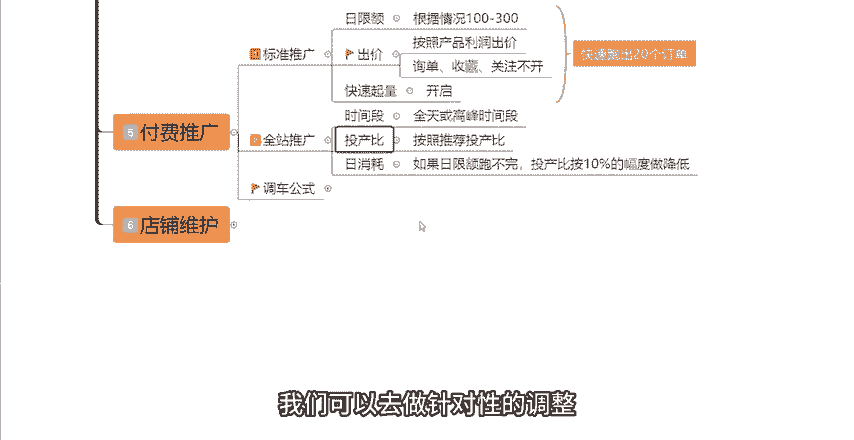 日限额 根据情况100-300
标准推广 出价 按照产品利润出价
询单、收藏、关注不开
快速起量 开启
快速跑出20个订单
5 付费推广
时间段 全天或高峰时间段
全站推广 投产比 按照推荐投产比
日消耗 如果日限额跑不完，投产比按10%的幅度做降低
调车公式
6 店铺维护
我们可以去做针对性的调整